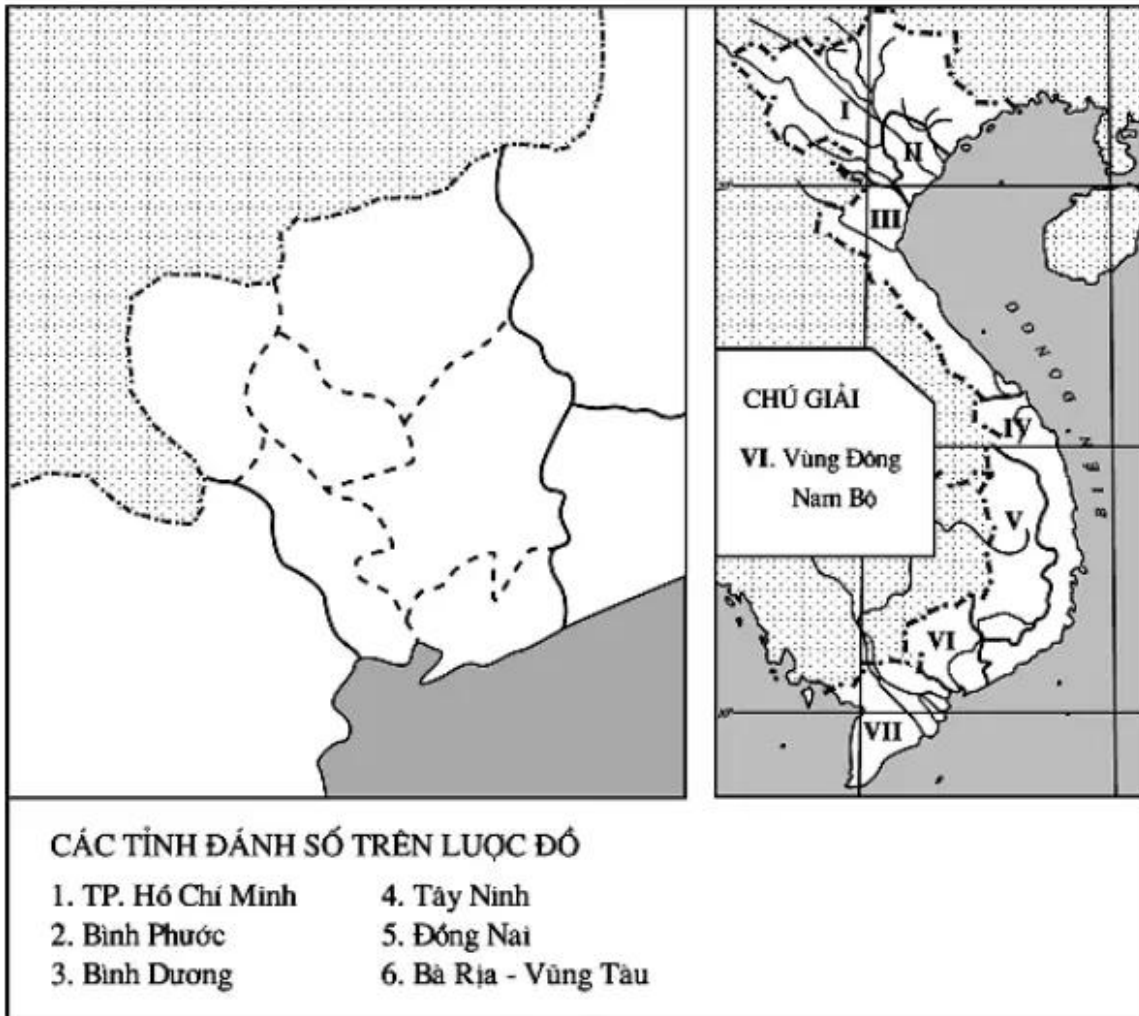 I
II
III
IV
V
VI
VII
BIỂN ĐÔNG
CHÚ GIẢI
VI. Vùng Đông
Nam Bộ
CÁC TỈNH ĐÁNH SỐ TRÊN LƯỢC ĐỒ
1. TP. Hồ Chí Minh
2. Bình Phước
3. Bình Dương
4. Tây Ninh
5. Đồng Nai
6. Bà Rịa - Vũng Tàu